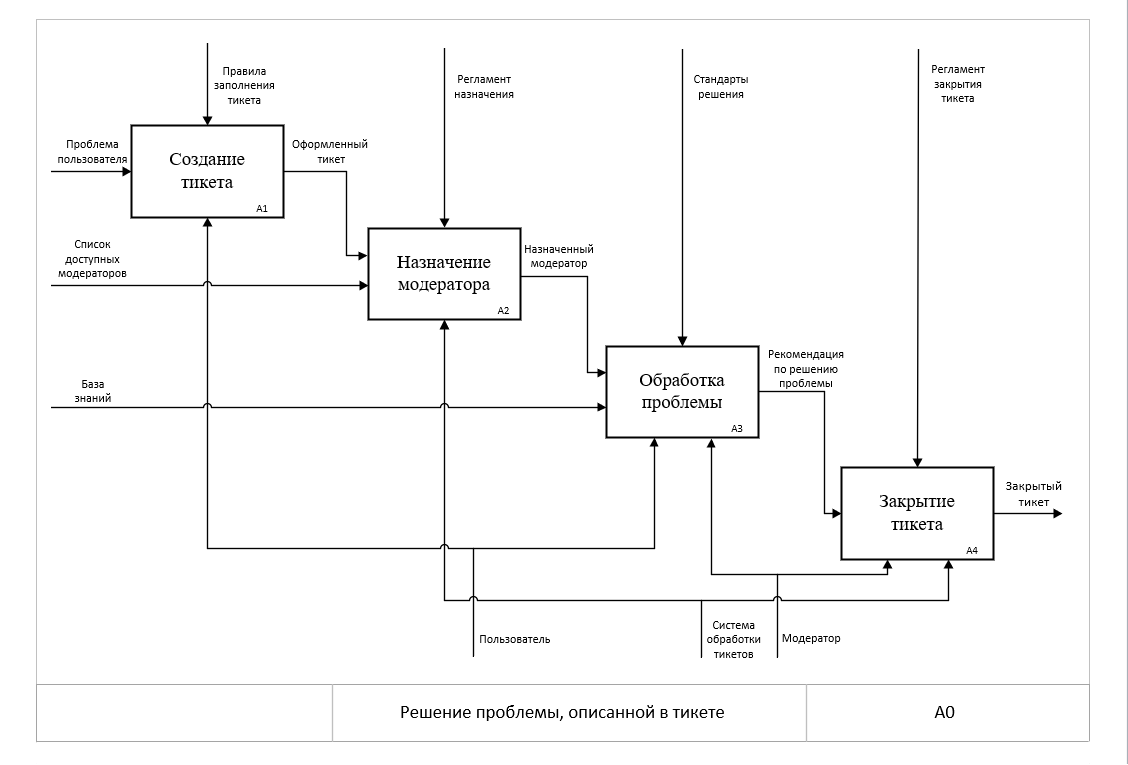 Правила
заполнения
тикета
Регламент
назначения
Стандарты
решения
Регламент
закрытия
тикета
Проблема
пользователя
Создание
тикета
A1
Оформленный
тикет
Список
доступных
модераторов
Назначение
модератора
A2
Назначенный
модератор
База
знаний
Обработка
проблемы
A3
Рекомендация
по решению
проблемы
Закрытие
тикета
A4
Закрытый
тикет
Пользователь
Система
обработки
тикетов
Модератор
Решение проблемы, описанной в тикете
A0